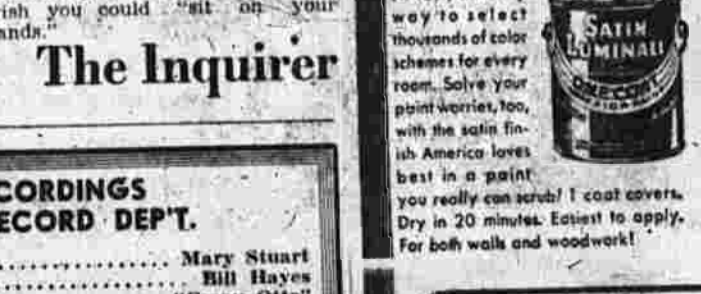 ish you could "sit on your
ands."
The Inquirer
CORDINGS
ECORD DEP'T.
Mary Stuart
Bill Hayes
way to select
thousands of color
schemes for every
room. Solve your
paint worries, too,
with the satin fin-
ish America loves
best in a paint
you really can scrub! 1 coat covers.
Dry in 20 minutes. Easiest to apply.
For both walls and woodwork!
SATIN
LUMINALL
ONE COAT